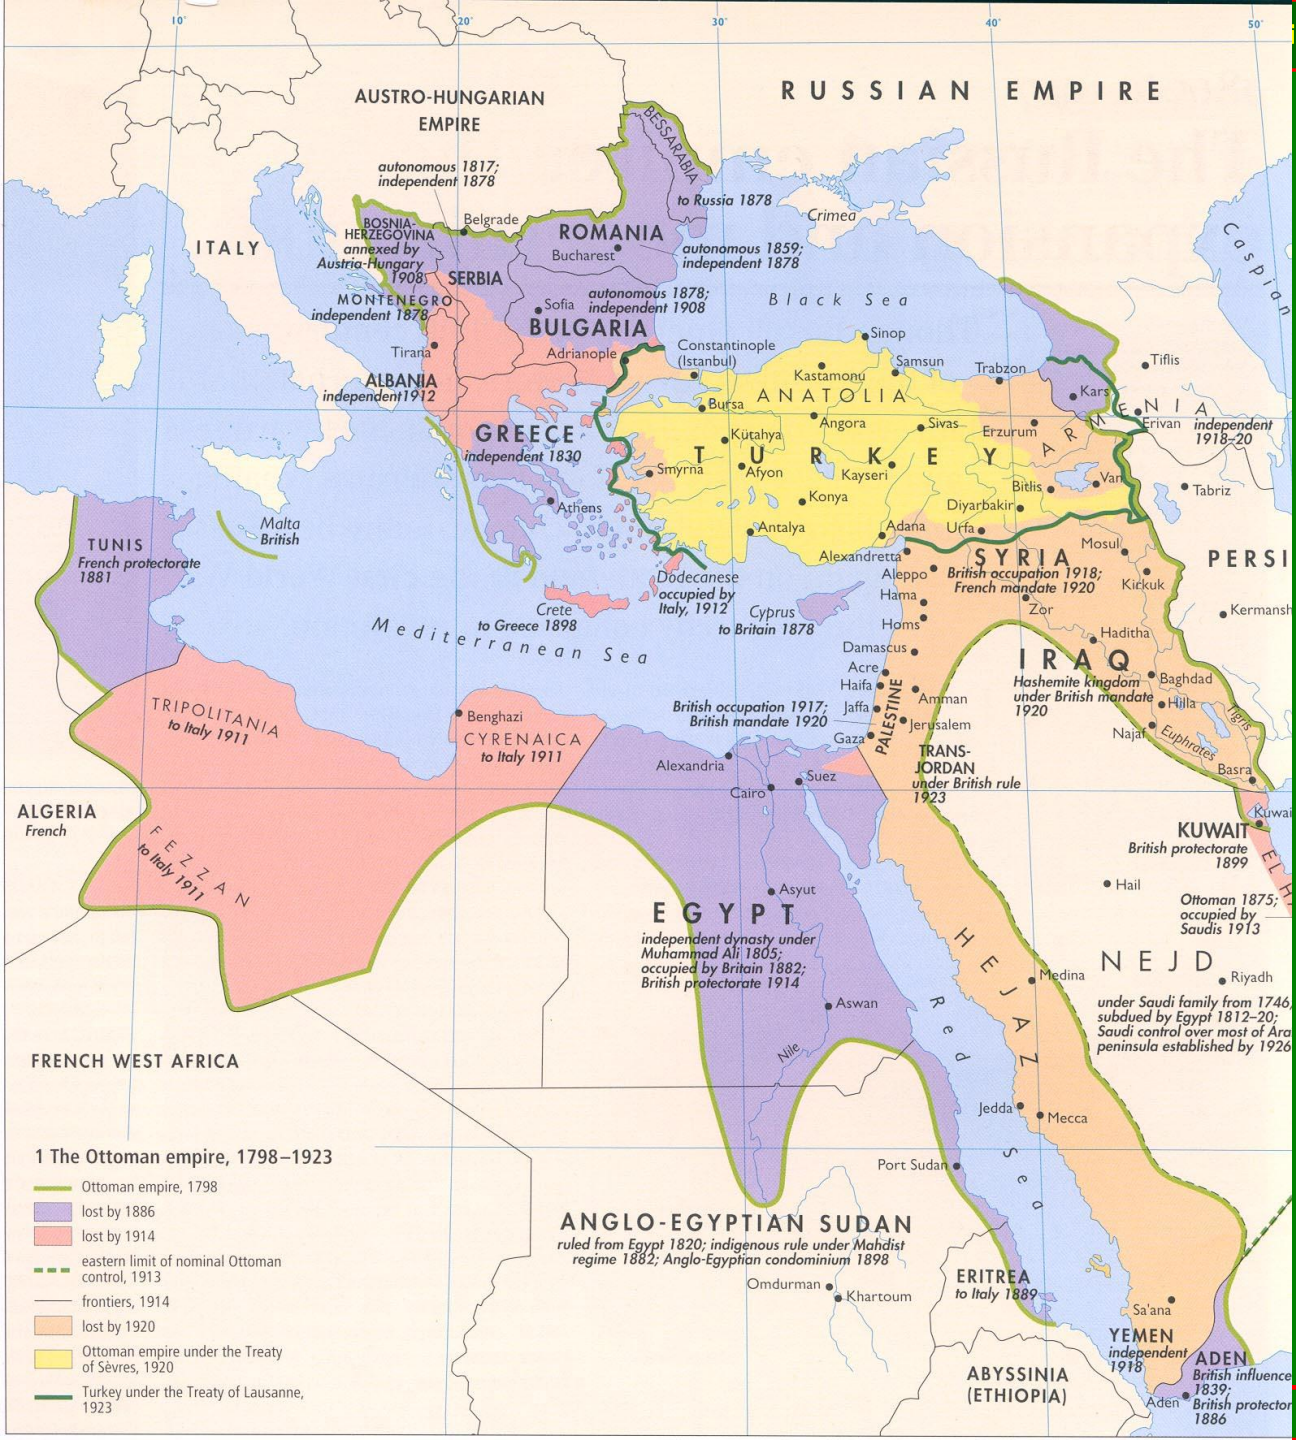 10°
20°
30°
40°
50°
RUSSIAN EMPIRE
AUSTRO-HUNGARIAN
EMPIRE
BESSARABIA
to Russia 1878
autonomous 1817;
independent 1878
Crimea
Caspian
ITALY
BOSNIA-
HERZEGOVINA
annexed by
Austria-Hungary
1908
Belgrade
ROMANIA
Bucharest
autonomous 1859;
independent 1878
SERBIA
MONTENEGRO
independent 1878
Sofia
autonomous 1878;
independent 1908
BULGARIA
Black Sea
Tirana
Adrianople
Constantinople
(Istanbul)
Sinop
Samsun
Kastamonu
Trabzon
Tiflis
ALBANIA
independent1912
ANATOLIA
Kars
Bursa
Angora
Sivas
Erzurum
ARMENIA
independent
1918–20
Erivan
GREECE
independent 1830
Kütahya
TURKEY
Smyrna
Afyon
Kayseri
Bitlis
Van
Tabriz
Athens
Konya
Diyarbakir
Antalya
Adana
Urfa
Malta
British
TUNIS
French protectorate
1881
Alexandretta
SYRIA
British occupation 1918;
French mandate 1920
Mosul
Kirkuk
PERSI
Dodecanese
occupied by
Italy, 1912
Aleppo
Hama
Zor
Kermansh
Crete
to Greece 1898
Cyprus
to Britain 1878
Homs
Haditha
Mediterranean Sea
Damascus
Acre
Haifa
Jaffa
Gaza
PALESTINE
Amman
Jerusalem
IRAQ
Hashemite kingdom
under British mandate
1920
Baghdad
Hilla
Najaf
Tigris
Euphrates
Basra
British occupation 1917;
British mandate 1920
TRIPOLITANIA
to Italy 1911
Benghazi
CYRENAICA
to Italy 1911
Alexandria
Cairo
Suez
TRANS-
JORDAN
under British rule
1923
ALGERIA
French
FEZZAN
to Italy 1911
Kuwai
KUWAIT
British protectorate
1899
EL H
Hail
Ottoman 1875;
occupied by
Saudis 1913
Asyut
EGYPT
independent dynasty under
Muhammad Ali 1805;
occupied by Britain 1882;
British protectorate 1914
HEJAZ
Medina
NEJD
Riyadh
under Saudi family from 1746,
subdued by Egypt 1812–20;
Saudi control over most of Ara
peninsula established by 1926
Aswan
Nile
Red Sea
FRENCH WEST AFRICA
Jedda
Mecca
Port Sudan
ANGLO-EGYPTIAN SUDAN
ruled from Egypt 1820; indigenous rule under Mahdist
regime 1882; Anglo-Egyptian condominium 1898
Omdurman
Khartoum
ERITREA
to Italy 1889
Sa'ana
YEMEN
independent
1918
ADEN
British influence
1839;
British protector
1886
Aden
ABYSSINIA
(ETHIOPIA)
1 The Ottoman empire, 1798–1923
Ottoman empire, 1798
lost by 1886
lost by 1914
eastern limit of nominal Ottoman
control, 1913
frontiers, 1914
lost by 1920
Ottoman empire under the Treaty
of Sèvres, 1920
Turkey under the Treaty of Lausanne,
1923